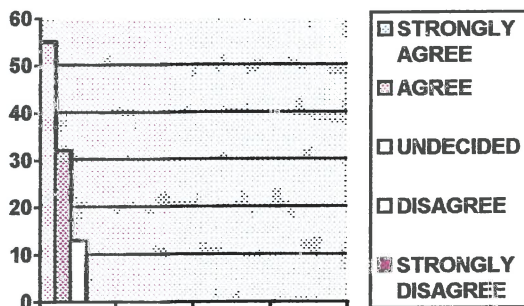 60
50
40
30
20
10
0
STRONGLY
AGREE
AGREE
UNDECIDED
DISAGREE
STRONGLY
DISAGREE